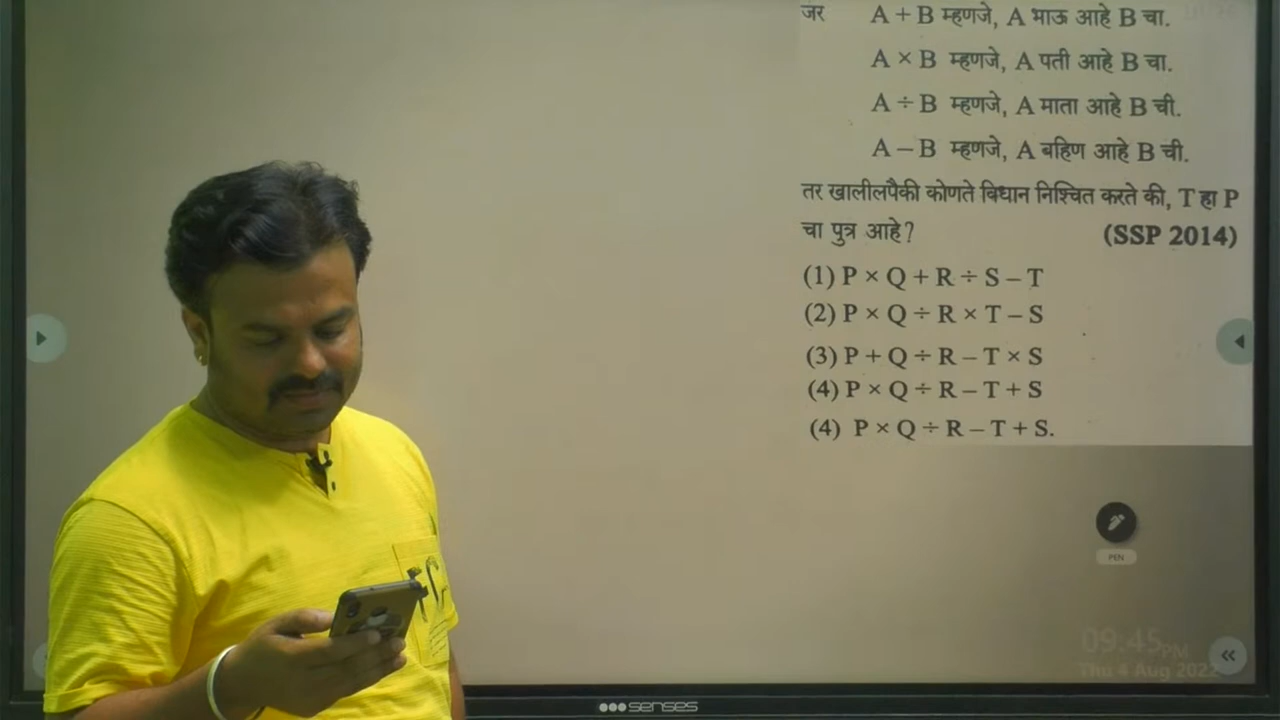 जर A + B म्हणजे, A भाऊ आहे B चा.
A × B म्हणजे, A पती आहे B चा.
A ÷ B म्हणजे, A माता आहे B ची.
A – B म्हणजे, A बहिण आहे B ची.
तर खालीलपैकी कोणते विधान निश्चित करते की, T हा P
चा पुत्र आहे? (SSP 2014)
(1) P × Q + R ÷ S – T
(2) P × Q ÷ R × T – S
(3) P + Q ÷ R – T × S
(4) P × Q ÷ R – T + S
(4) P × Q ÷ R – T + S.
PEN
09:45PM
Thu 4 Aug 2022
senses